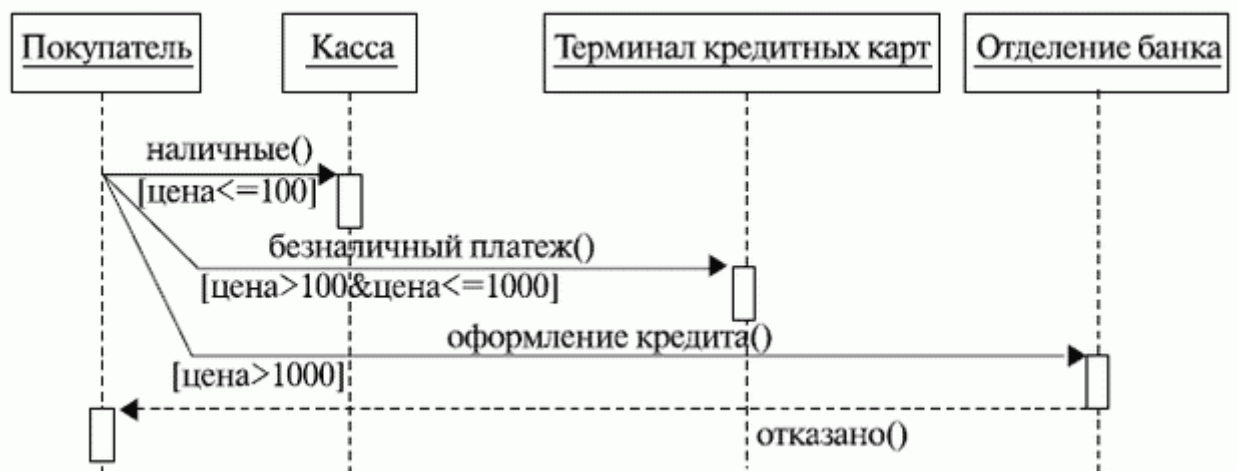 Покупатель
Касса
Терминал кредитных карт
Отделение банка
наличные()
[цена<=100]
безналичный платеж()
[цена>100&цена<=1000]
оформление кредита()
[цена>1000]
отказано()